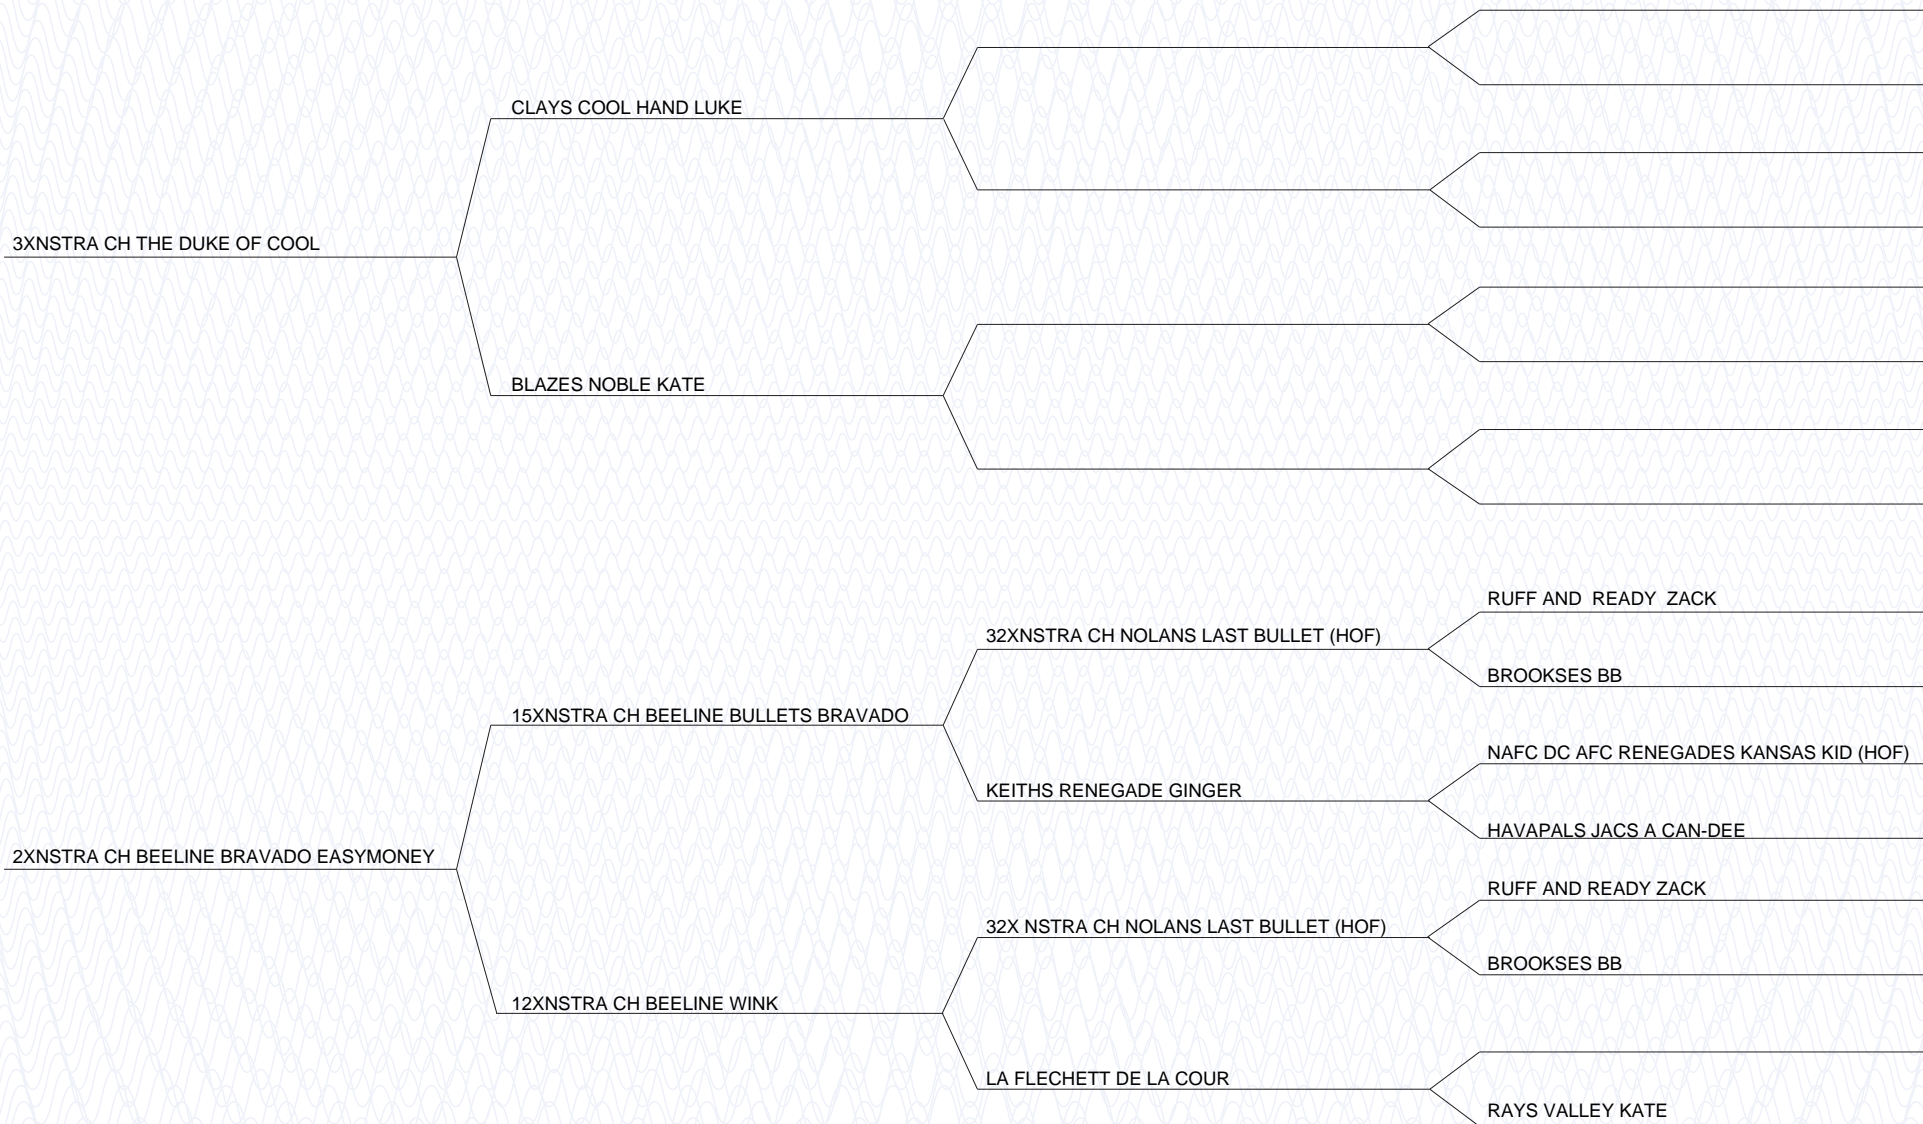 CLAYS COOL HAND LUKE
3XNSTRA CH THE DUKE OF COOL
BLAZES NOBLE KATE
RUFF AND  READY  ZACK
32XNSTRA CH NOLANS LAST BULLET (HOF)
BROOKSES BB
15XNSTRA CH BEELINE BULLETS BRAVADO
NAFC DC AFC RENEGADES KANSAS KID (HOF)
KEITHS RENEGADE GINGER
HAVAPALS JACS A CAN-DEE
2XNSTRA CH BEELINE BRAVADO EASYMONEY
RUFF AND READY ZACK
32X NSTRA CH NOLANS LAST BULLET (HOF)
BROOKSES BB
12XNSTRA CH BEELINE WINK
LA FLECHETT DE LA COUR
RAYS VALLEY KATE